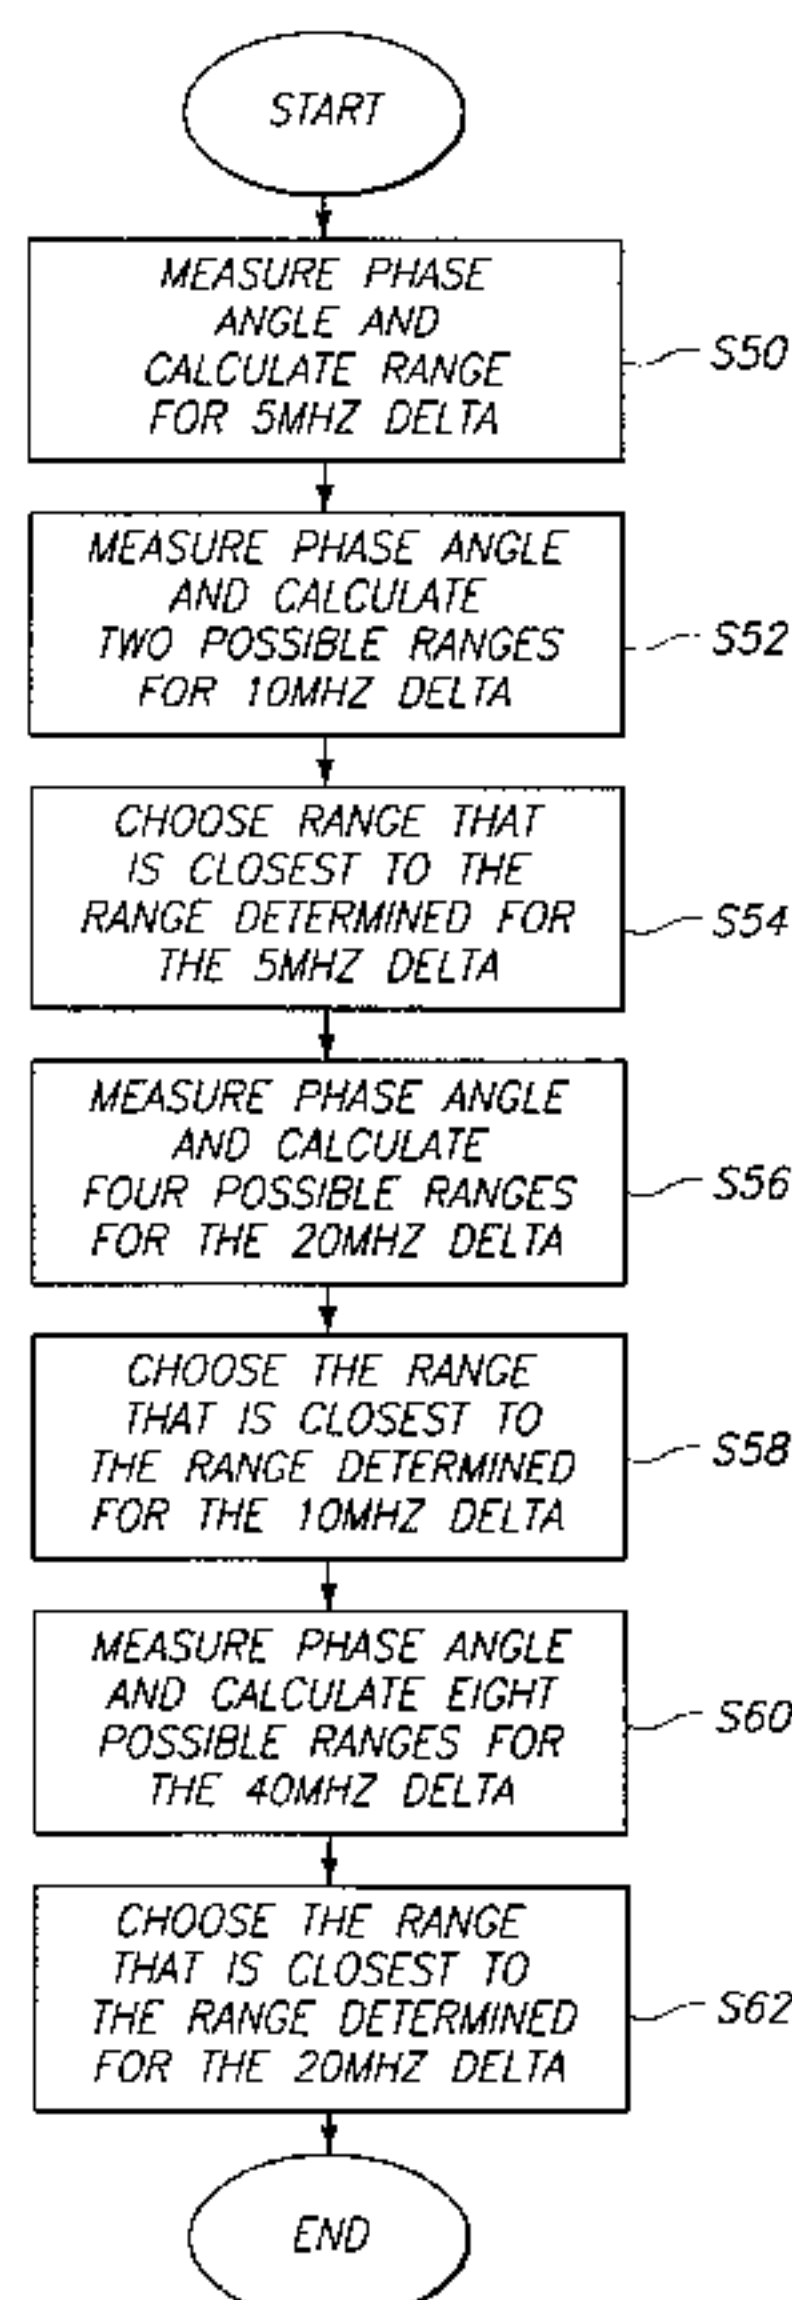 START
MEASURE PHASE
ANGLE AND
CALCULATE RANGE
FOR 5MHZ DELTA
S50
MEASURE PHASE ANGLE
AND CALCULATE
TWO POSSIBLE RANGES
FOR 10MHZ DELTA
S52
CHOOSE RANGE THAT
IS CLOSEST TO THE
RANGE DETERMINED FOR
THE 5MHZ DELTA
S54
MEASURE PHASE ANGLE
AND CALCULATE
FOUR POSSIBLE RANGES
FOR THE 20MHZ DELTA
S56
CHOOSE THE RANGE
THAT IS CLOSEST TO
THE RANGE DETERMINED
FOR THE 10MHZ DELTA
S58
MEASURE PHASE ANGLE
AND CALCULATE EIGHT
POSSIBLE RANGES FOR
THE 40MHZ DELTA
S60
CHOOSE THE RANGE
THAT IS CLOSEST TO
THE RANGE DETERMINED
FOR THE 20MHZ DELTA
S62
END